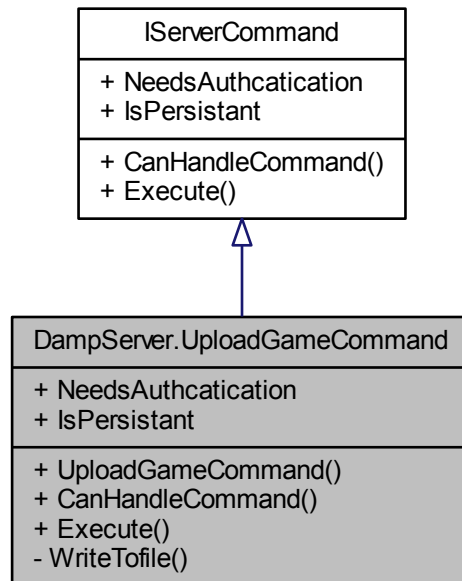 IServerCommand
+ NeedsAuthcatication
+ IsPersistant
+ CanHandleCommand()
+ Execute()
DampServer.UploadGameCommand
+ NeedsAuthcatication
+ IsPersistant
+ UploadGameCommand()
+ CanHandleCommand()
+ Execute()
- WriteTofile()